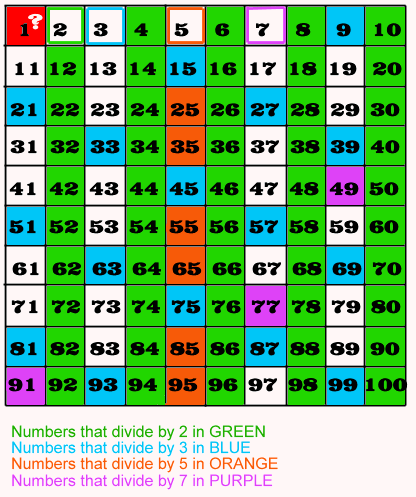 1? 2 3 4 5 6 7 8 9 10
11 12 13 14 15 16 17 18 19 20
21 22 23 24 25 26 27 28 29 30
31 32 33 34 35 36 37 38 39 40
41 42 43 44 45 46 47 48 49 50
51 52 53 54 55 56 57 58 59 60
61 62 63 64 65 66 67 68 69 70
71 72 73 74 75 76 77 78 79 80
81 82 83 84 85 86 87 88 89 90
91 92 93 94 95 96 97 98 99 100
Numbers that divide by 2 in GREEN
Numbers that divide by 3 in BLUE
Numbers that divide by 5 in ORANGE
Numbers that divide by 7 in PURPLE